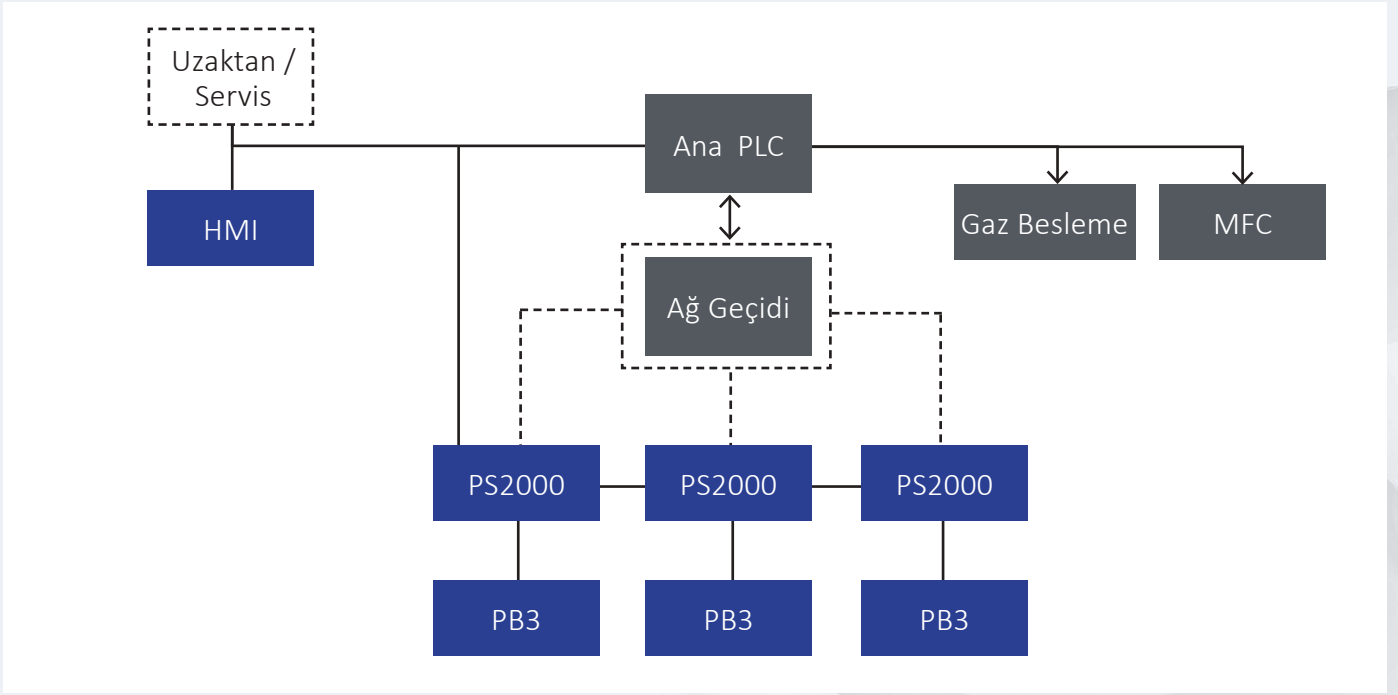 Uzaktan /
Servis
Ana PLC
HMI
Gaz Besleme
MFC
Ağ Geçidi
PS2000
PS2000
PS2000
PB3
PB3
PB3